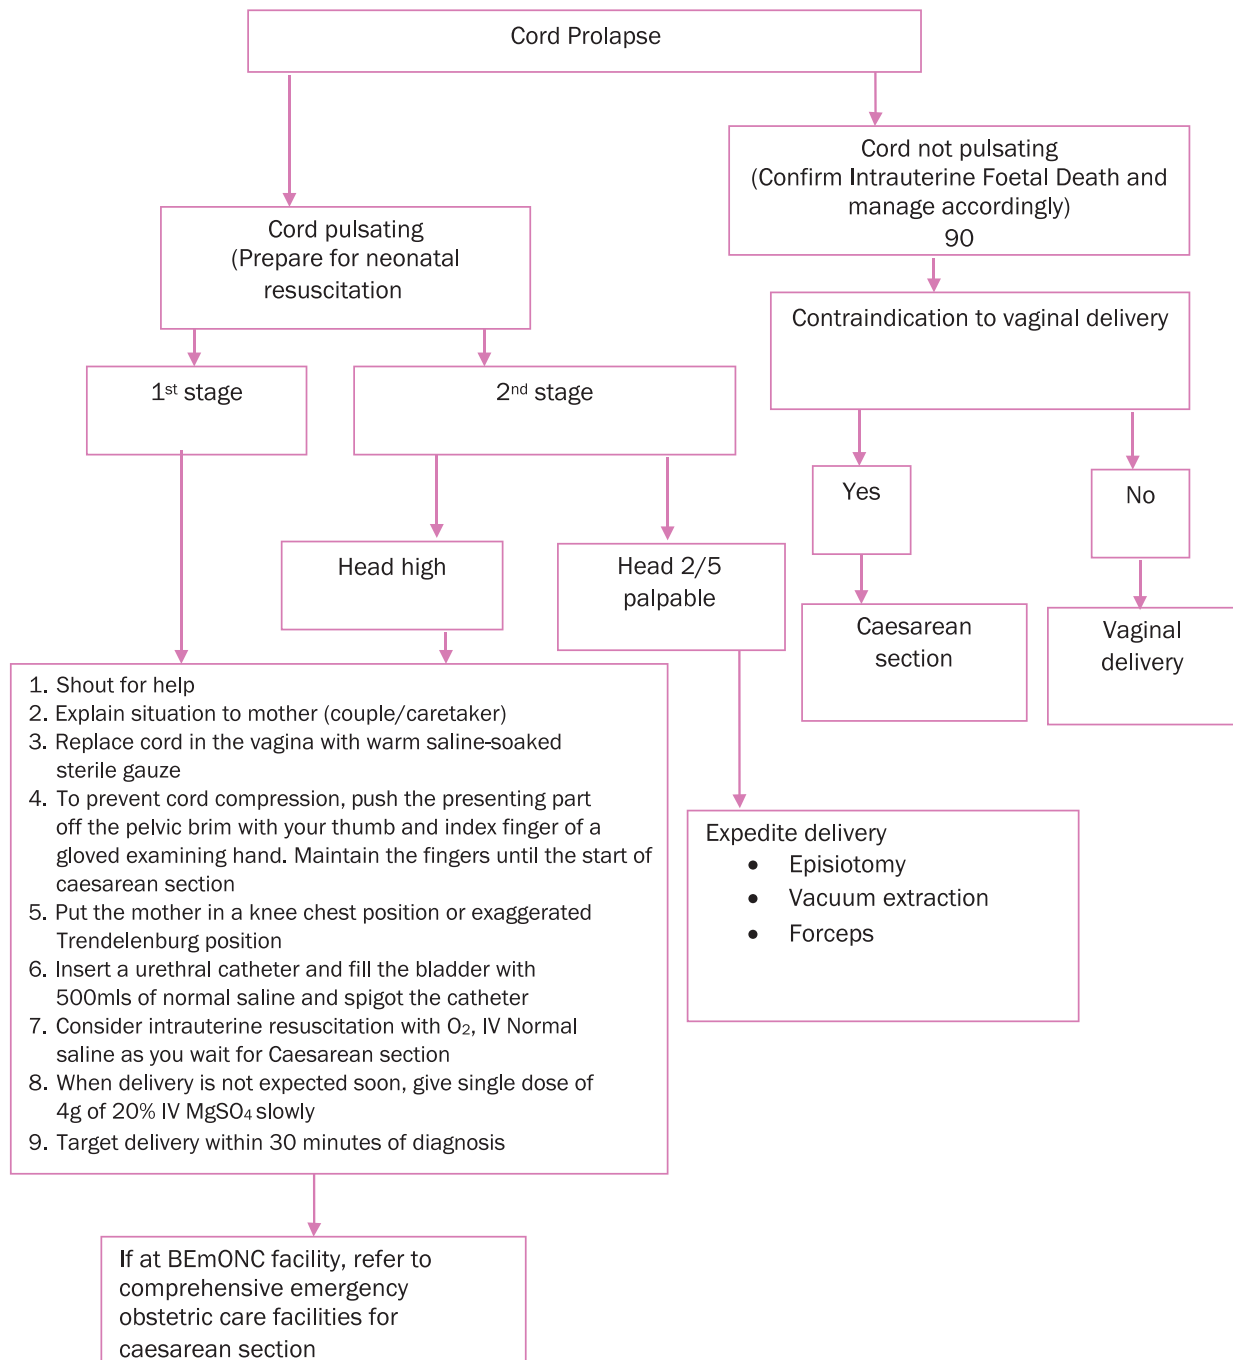 Cord Prolapse
Cord not pulsating
(Confirm Intrauterine Foetal Death and
manage accordingly)
90
Cord pulsating
(Prepare for neonatal
resuscitation
Contraindication to vaginal delivery
1st stage
2nd stage
Yes
No
Head high
Head 2/5
palpable
Caesarean
section
Vaginal
delivery
1. Shout for help
2. Explain situation to mother (couple/caretaker)
3. Replace cord in the vagina with warm saline-soaked
sterile gauze
4. To prevent cord compression, push the presenting part
off the pelvic brim with your thumb and index finger of a
gloved examining hand. Maintain the fingers until the start of
caesarean section
5. Put the mother in a knee chest position or exaggerated
Trendelenburg position
6. Insert a urethral catheter and fill the bladder with
500mls of normal saline and spigot the catheter
7. Consider intrauterine resuscitation with O₂, IV Normal
saline as you wait for Caesarean section
8. When delivery is not expected soon, give single dose of
4g of 20% IV MgSO₄ slowly
9. Target delivery within 30 minutes of diagnosis
Expedite delivery
• Episiotomy
• Vacuum extraction
• Forceps
If at BEmONC facility, refer to
comprehensive emergency
obstetric care facilities for
caesarean section